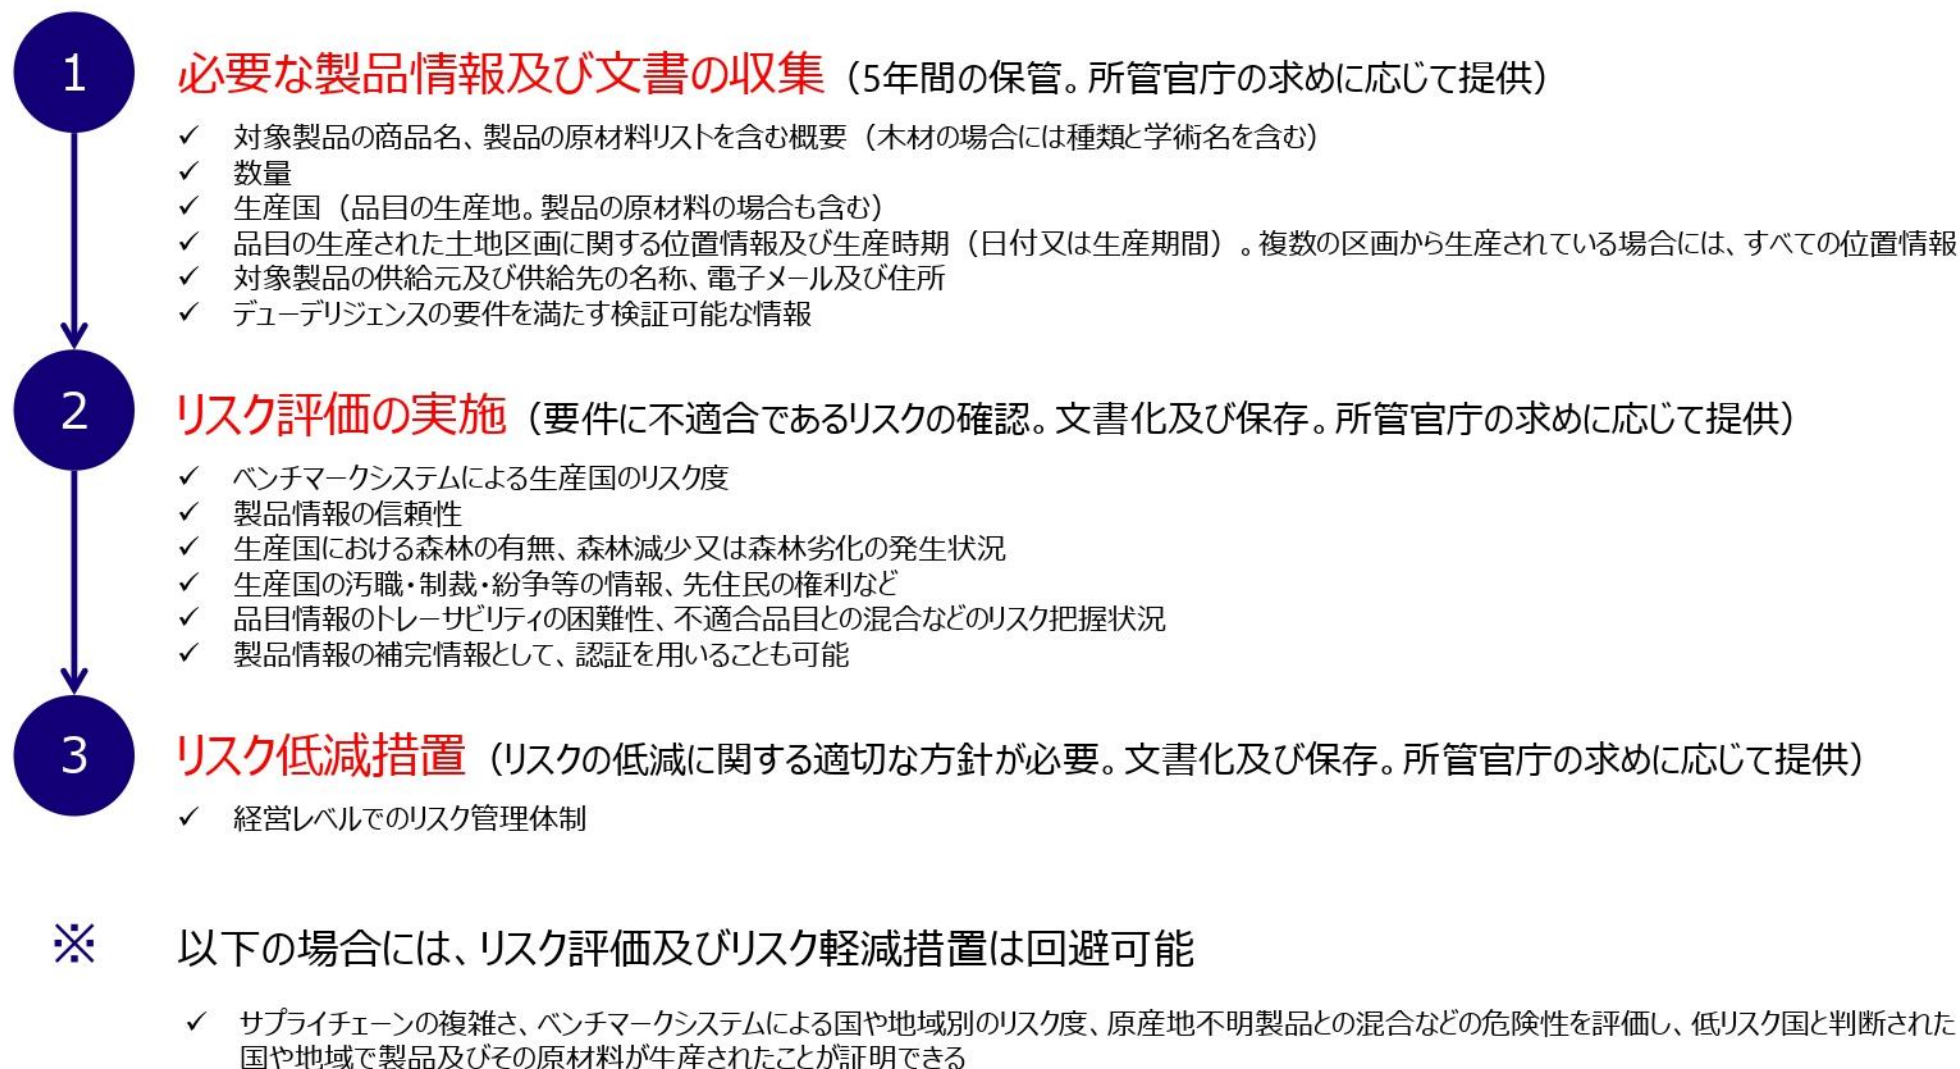 1
必要な製品情報及び文書の収集（5年間の保管。所管官庁の求めに応じて提供）
✓ 対象製品の商品名、製品の原材料リストを含む概要（木材の場合には種類と学術名を含む）
✓ 数量
✓ 生産国（品目の生産地。製品の原材料の場合も含む）
✓ 品目の生産された土地区画に関する位置情報及び生産時期（日付又は生産期間）。複数の区画から生産されている場合には、すべての位置情報
✓ 対象製品の供給元及び供給先の名称、電子メール及び住所
✓ デューデリジェンスの要件を満たす検証可能な情報
2
リスク評価の実施（要件に不適合であるリスクの確認。文書化及び保存。所管官庁の求めに応じて提供）
✓ ベンチマークシステムによる生産国のリスク度
✓ 製品情報の信頼性
✓ 生産国における森林の有無、森林減少又は森林劣化の発生状況
✓ 生産国の汚職・制裁・紛争等の情報、先住民の権利など
✓ 品目情報のトレーサビリティの困難性、不適合品目との混合などのリスク把握状況
✓ 製品情報の補完情報として、認証を用いることも可能
3
リスク低減措置（リスクの低減に関する適切な方針が必要。文書化及び保存。所管官庁の求めに応じて提供）
✓ 経営レベルでのリスク管理体制
※ 以下の場合には、リスク評価及びリスク軽減措置は回避可能
✓ サプライチェーンの複雑さ、ベンチマークシステムによる国や地域別のリスク度、原産地不明製品との混合などの危険性を評価し、低リスク国と判断された
国や地域で製品及びその原材料が生産されたことが証明できる